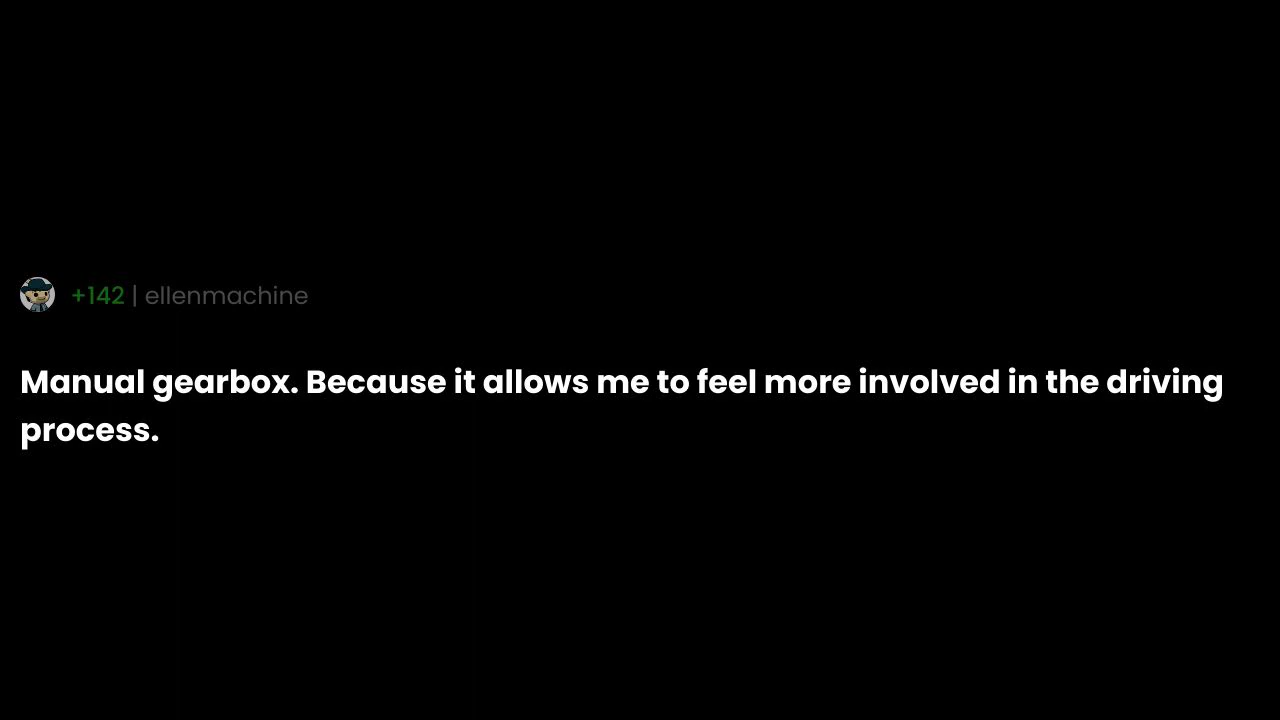 +142 | ellenmachine
Manual gearbox. Because it allows me to feel more involved in the driving
process.